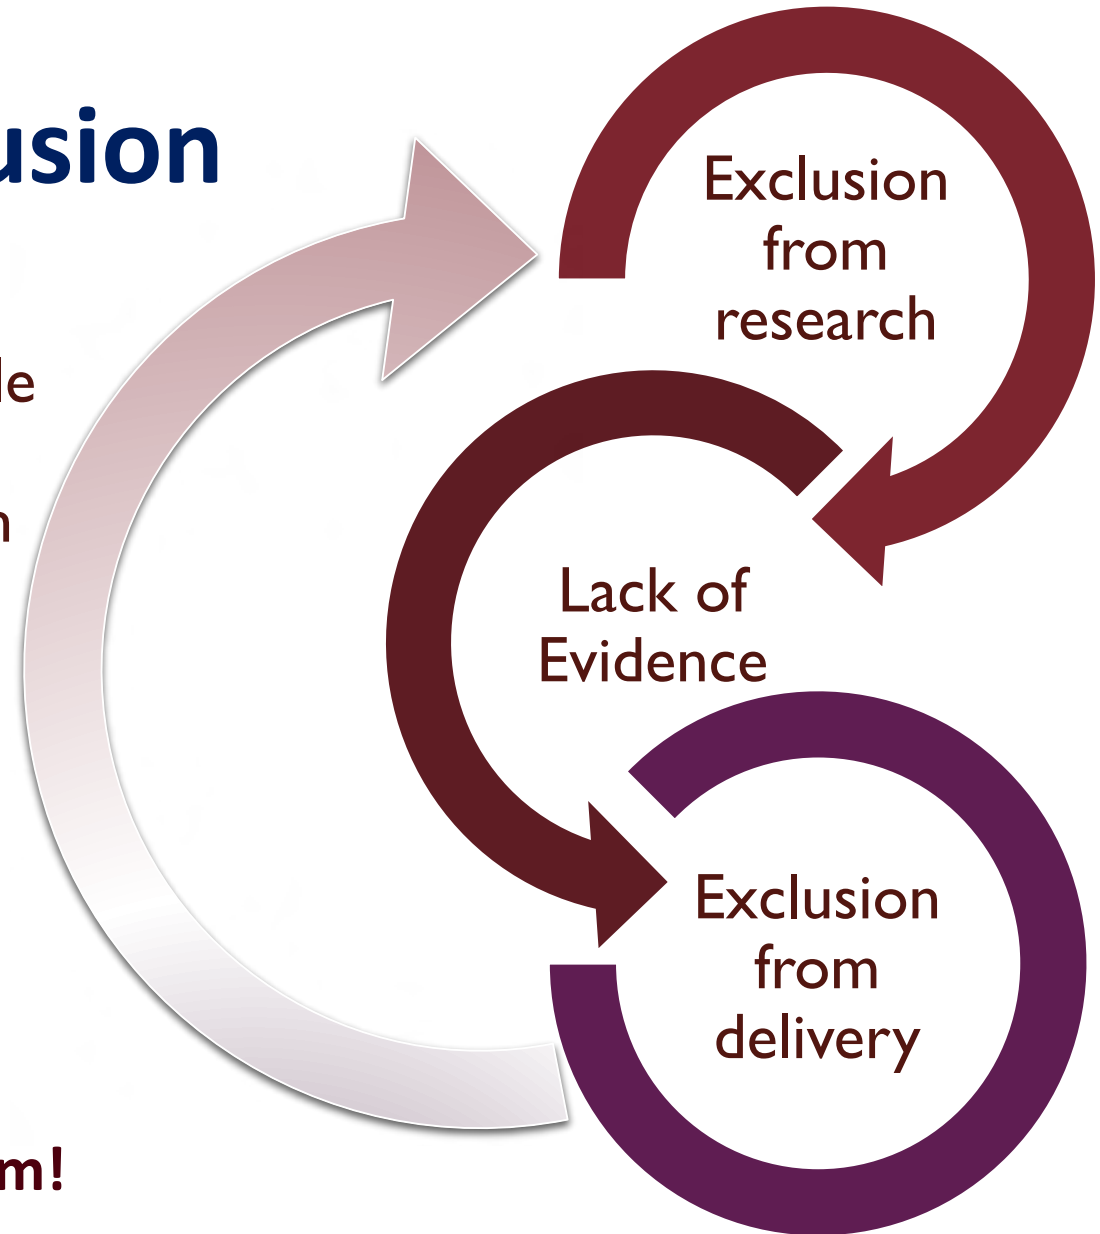 usion
Exclusion
from
research
le
n
Lack of
Evidence
Exclusion
from
delivery
m!